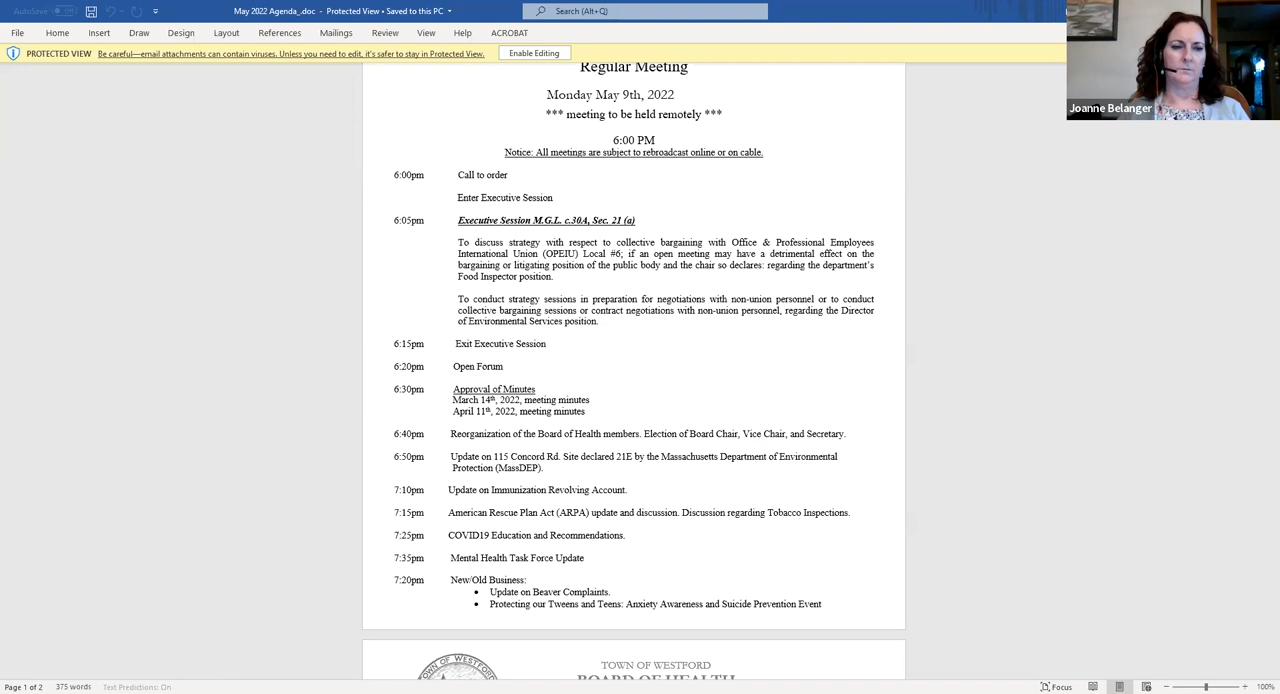 AutoSave Off May 2022 Agenda_.doc - Protected View • Saved to this PC Search (Alt+Q)
File Home Insert Draw Design Layout References Mailings Review View Help ACROBAT
PROTECTED VIEW Be careful—email attachments can contain viruses. Unless you need to edit, it's safer to stay in Protected View. Enable Editing
Joanne Belanger
Regular Meeting
Monday May 9th, 2022
*** meeting to be held remotely ***
6:00 PM
Notice: All meetings are subject to rebroadcast online or on cable.
6:00pm Call to order
Enter Executive Session
6:05pm Executive Session M.G.L. c.30A, Sec. 21 (a)
To discuss strategy with respect to collective bargaining with Office & Professional Employees
International Union (OPEIU) Local #6; if an open meeting may have a detrimental effect on the
bargaining or litigating position of the public body and the chair so declares: regarding the department's
Food Inspector position.
To conduct strategy sessions in preparation for negotiations with non-union personnel or to conduct
collective bargaining sessions or contract negotiations with non-union personnel, regarding the Director
of Environmental Services position.
6:15pm Exit Executive Session
6:20pm Open Forum
6:30pm Approval of Minutes
March 14th, 2022, meeting minutes
April 11th, 2022, meeting minutes
6:40pm Reorganization of the Board of Health members. Election of Board Chair, Vice Chair, and Secretary.
6:50pm Update on 115 Concord Rd. Site declared 21E by the Massachusetts Department of Environmental
Protection (MassDEP).
7:10pm Update on Immunization Revolving Account.
7:15pm American Rescue Plan Act (ARPA) update and discussion. Discussion regarding Tobacco Inspections.
7:25pm COVID19 Education and Recommendations.
7:35pm Mental Health Task Force Update
7:20pm New/Old Business:
• Update on Beaver Complaints.
• Protecting our Tweens and Teens: Anxiety Awareness and Suicide Prevention Event
TOWN OF WESTFORD
TOWN OF WESTFORD
BOARD OF HEALTH
Page 1 of 2 375 words Text Predictions: On Focus 100%